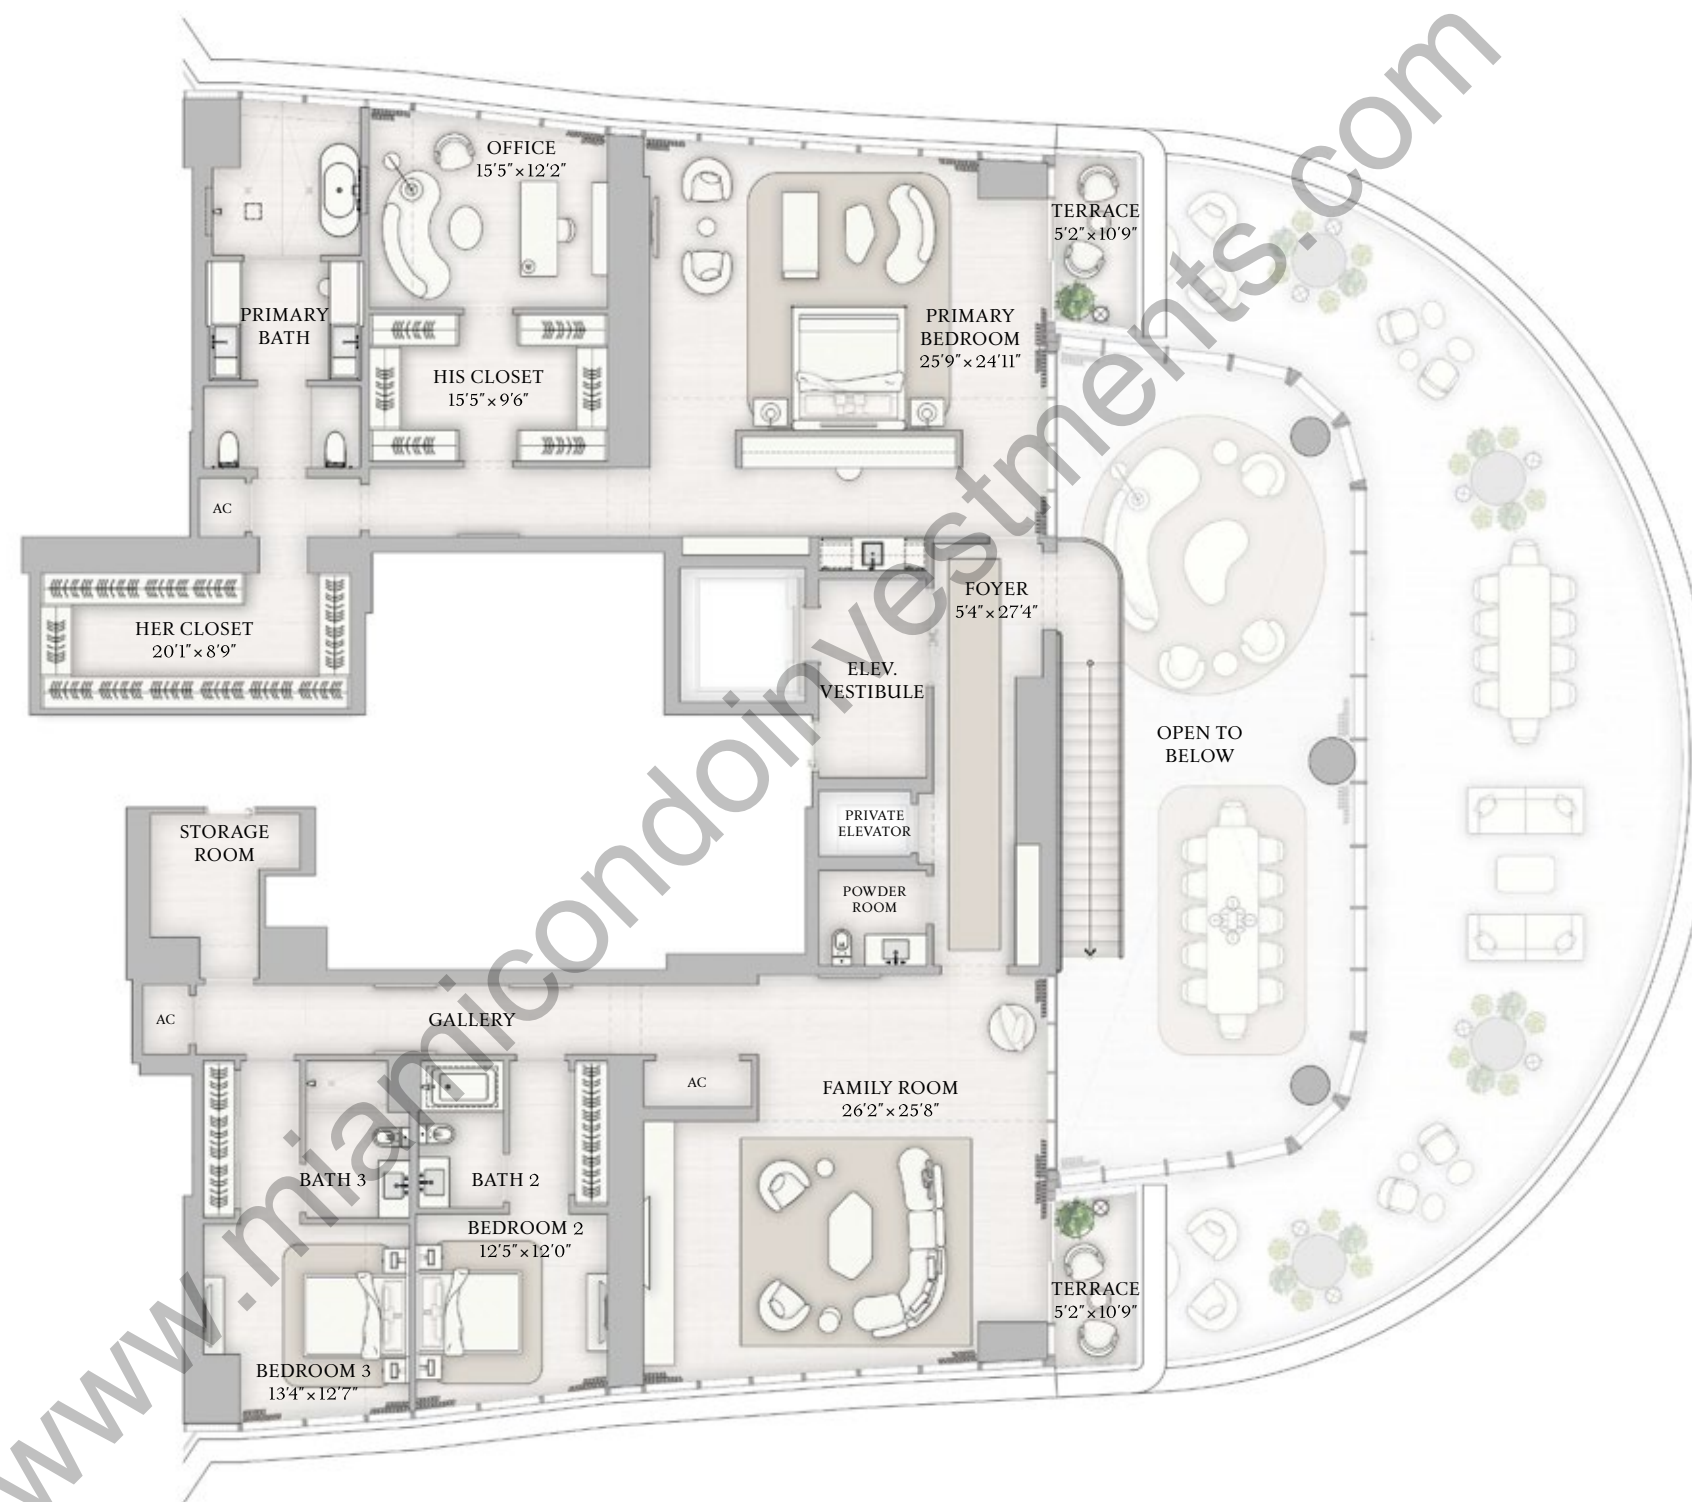 OFFICE
15'5"×12'2"
TERRACE
5'2"×10'9"
PRIMARY
BATH
PRIMARY
BEDROOM
25'9"×24'11"
HIS CLOSET
15'5"×9'6"
AC
HER CLOSET
20'1"×8'9"
FOYER
5'4"×27'4"
ELEV.
VESTIBULE
OPEN TO
BELOW
STORAGE
ROOM
PRIVATE
ELEVATOR
POWDER
ROOM
AC
GALLERY
AC
FAMILY ROOM
26'2"×25'8"
BATH 3
BATH 2
BEDROOM 2
12'5"×12'0"
TERRACE
5'2"×10'9"
BEDROOM 3
13'4"×12'7"
www.miamicondoinvestments.com